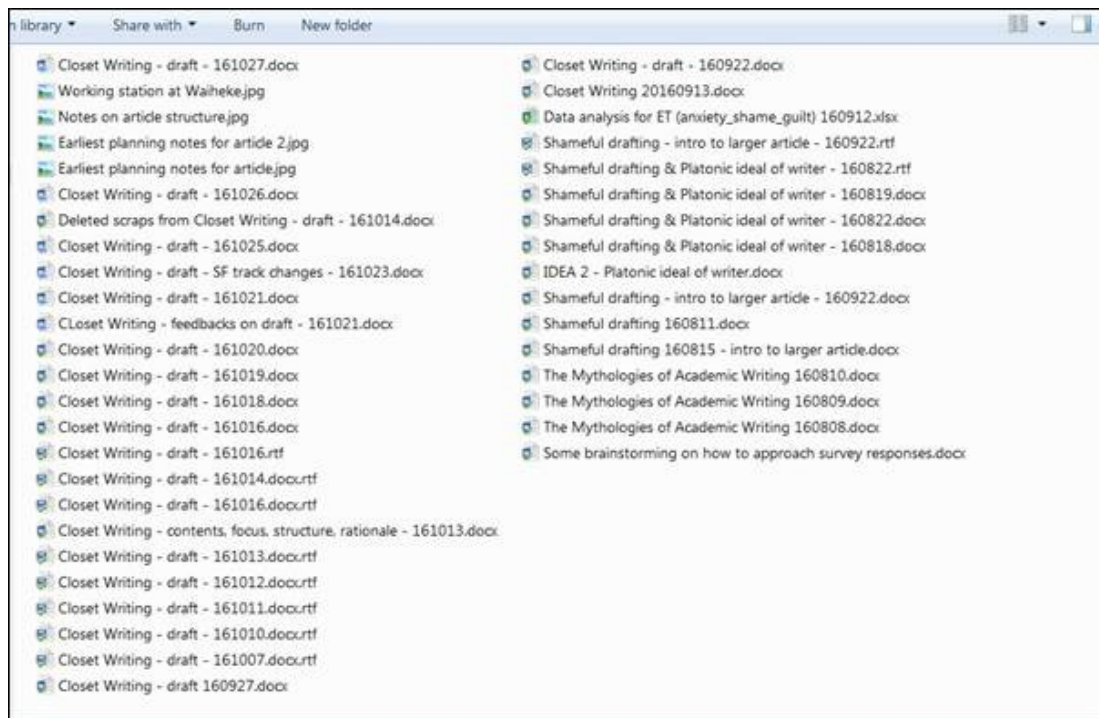 n library Share with Burn New folder
Closet Writing - draft - 161027.docx
Working station at Waiheke.jpg
Notes on article structure.jpg
Earliest planning notes for article 2.jpg
Earliest planning notes for article.jpg
Closet Writing - draft - 161026.docx
Deleted scraps from Closet Writing - draft - 161014.docx
Closet Writing - draft - 161025.docx
Closet Writing - draft - SF track changes - 161023.docx
Closet Writing - draft - 161021.docx
CLoset Writing - feedbacks on draft - 161021.docx
Closet Writing - draft - 161020.docx
Closet Writing - draft - 161019.docx
Closet Writing - draft - 161018.docx
Closet Writing - draft - 161016.docx
Closet Writing - draft - 161016.rtf
Closet Writing - draft - 161014.docx.rtf
Closet Writing - draft - 161016.docx.rtf
Closet Writing - contents, focus, structure, rationale - 161013.docx
Closet Writing - draft - 161013.docx.rtf
Closet Writing - draft - 161012.docx.rtf
Closet Writing - draft - 161011.docx.rtf
Closet Writing - draft - 161010.docx.rtf
Closet Writing - draft - 161007.docx.rtf
Closet Writing - draft 160927.docx
Closet Writing - draft - 160922.docx
Closet Writing 20160913.docx
Data analysis for ET (anxiety_shame_guilt) 160912.xlsx
Shameful drafting - intro to larger article - 160922.rtf
Shameful drafting & Platonic ideal of writer - 160822.rtf
Shameful drafting & Platonic ideal of writer - 160819.docx
Shameful drafting & Platonic ideal of writer - 160822.docx
Shameful drafting & Platonic ideal of writer - 160818.docx
IDEA 2 - Platonic ideal of writer.docx
Shameful drafting - intro to larger article - 160922.docx
Shameful drafting 160811.docx
Shameful drafting 160815 - intro to larger article.docx
The Mythologies of Academic Writing 160810.docx
The Mythologies of Academic Writing 160809.docx
The Mythologies of Academic Writing 160808.docx
Some brainstorming on how to approach survey responses.docx